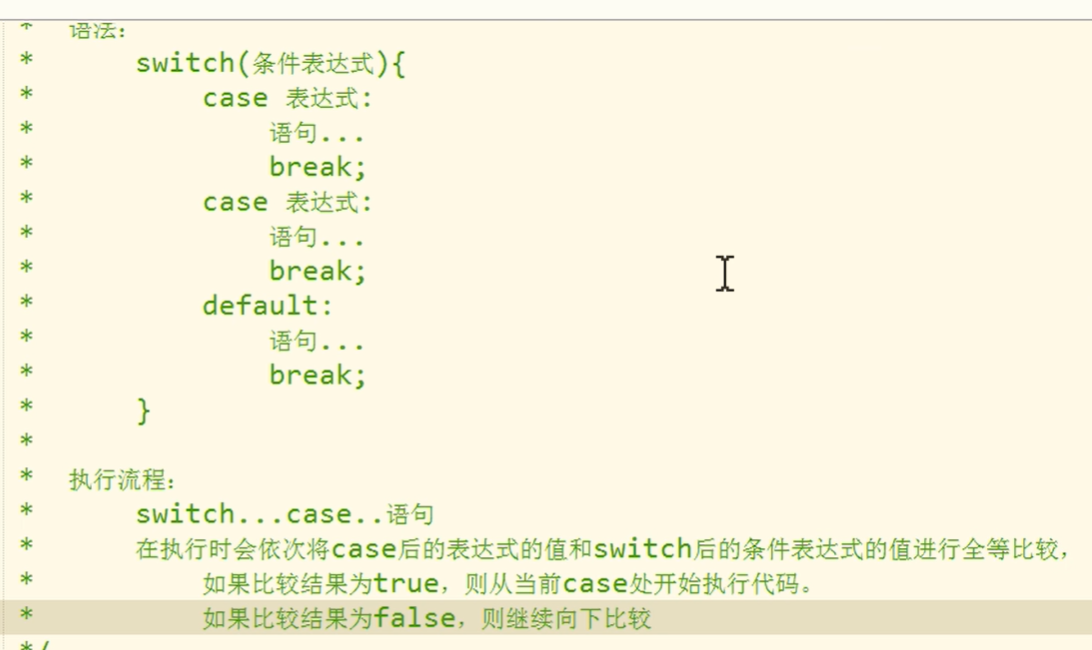 * 语法:
* switch(条件表达式){
* case 表达式:
* 语句...
* break;
* case 表达式:
* 语句...
* break;
* default:
* 语句...
* break;
* }
*
* 执行流程:
* switch...case..语句
* 在执行时会依次将case后的表达式的值和switch后的条件表达式的值进行全等比较,
* 如果比较结果为true，则从当前case处开始执行代码。
* 如果比较结果为false，则继续向下比较
*/